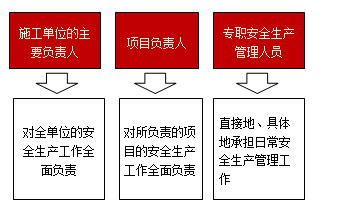 施工单位的主
要负责人
项目负责人
专职安全生产
管理人员
对全单位的安
全生产工作全
面负责
对所负责的项
目的安全生产
工作全面负责
直接地、具体
地承担日常安
全生产管理工
作